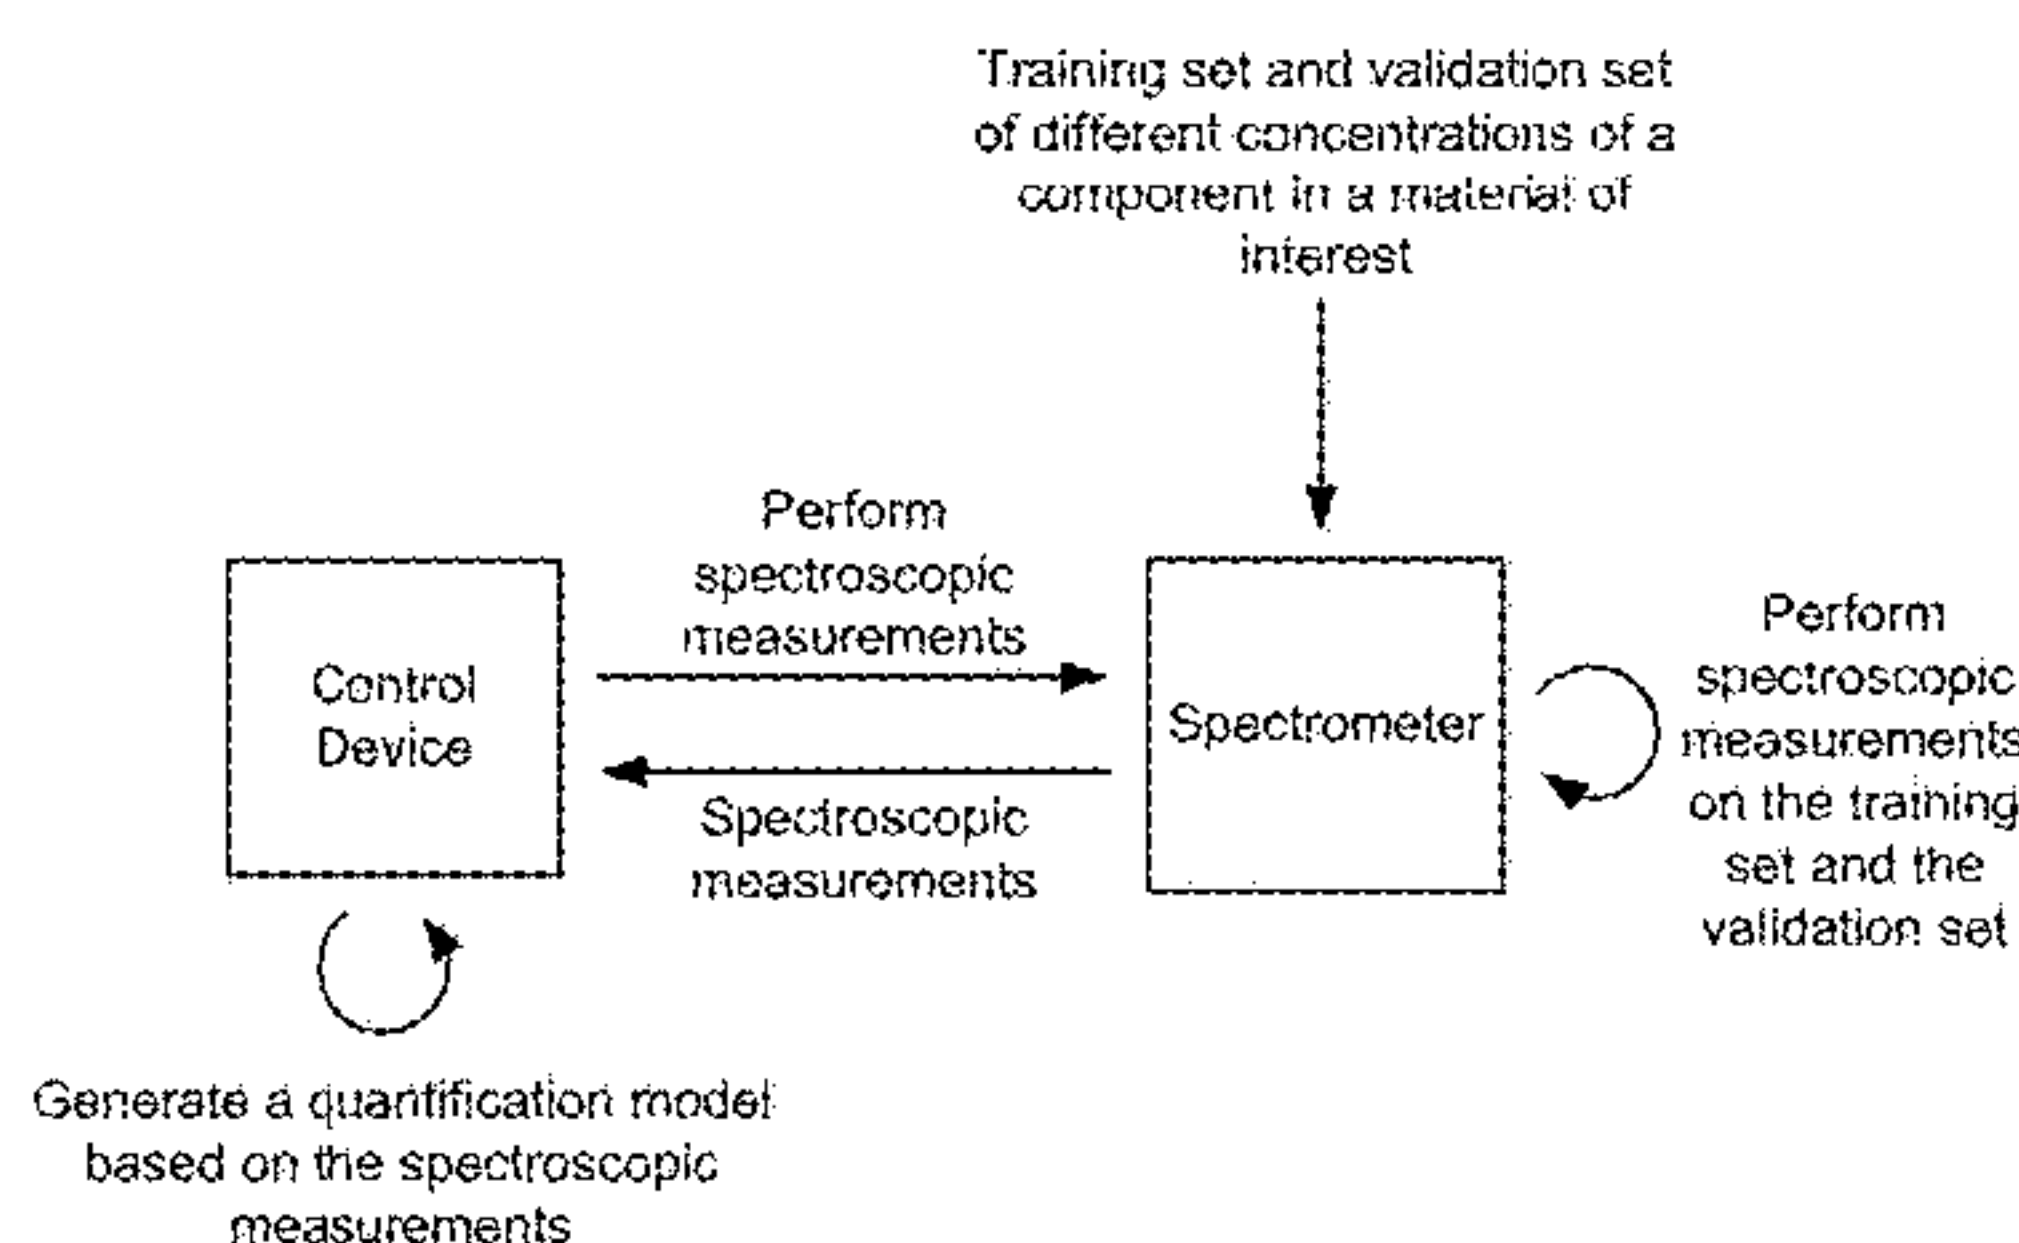 Training set and validation set
of different concentrations of a
component in a material of
interest
Perform
spectroscopic
measurements
Control
Device
Spectrometer
Spectroscopic
measurements
Perform
spectroscopic
measurements
on the training
set and the
validation set
Generate a quantification model
based on the spectroscopic
measurements